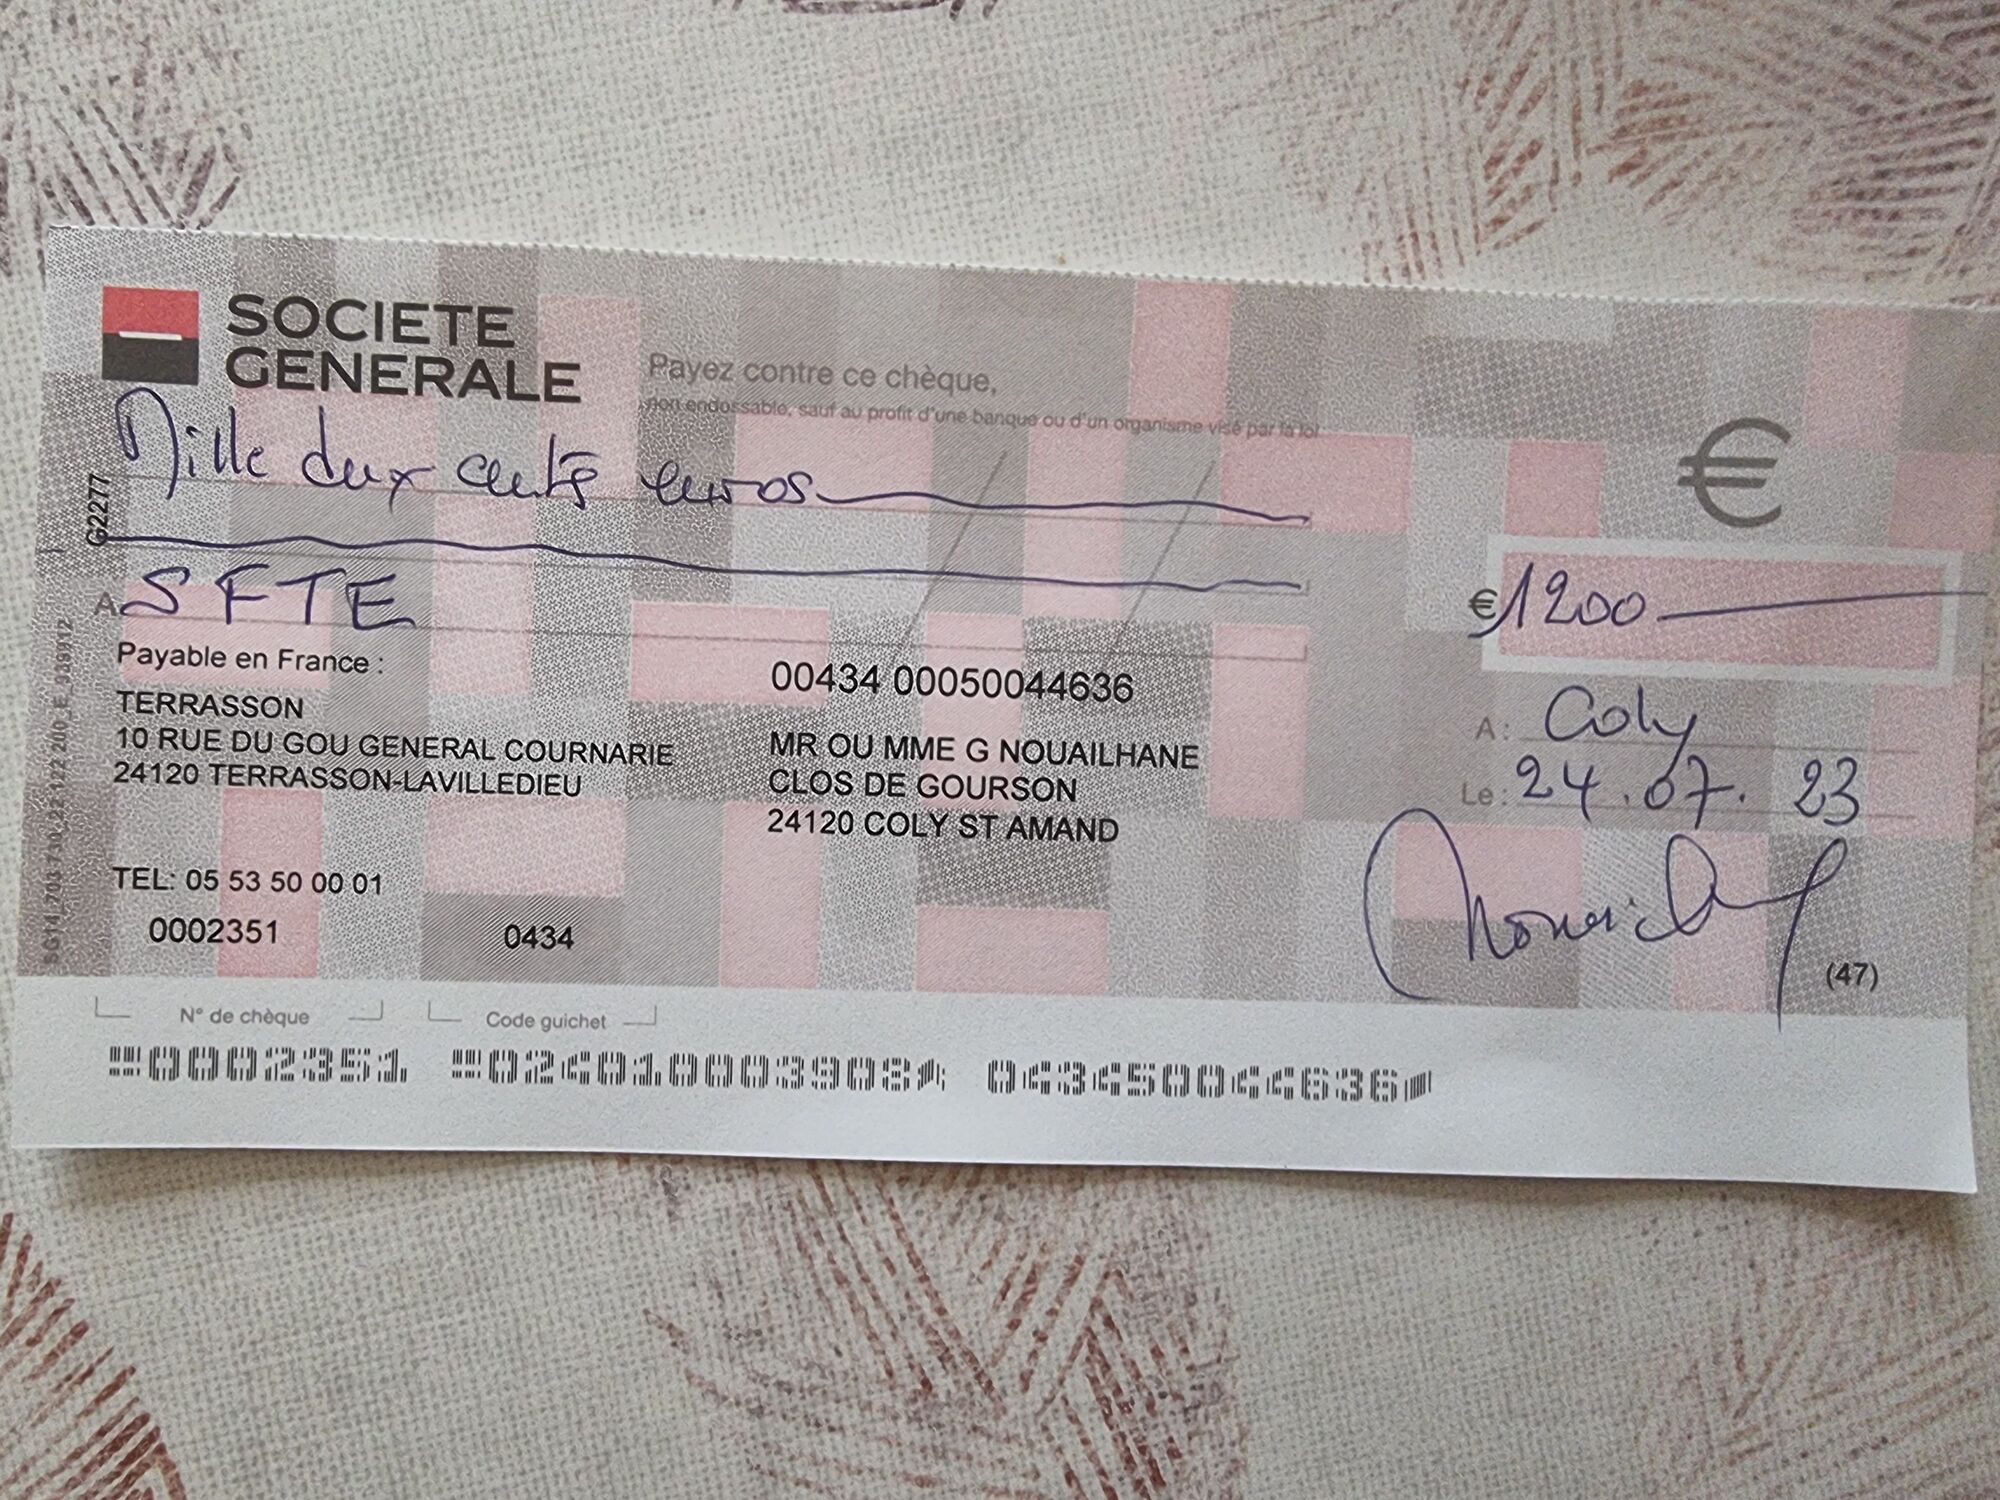 SOCIETE
GENERALE
Payez contre ce chèque,
non endossable, sauf au profit d'une banque ou d'un organisme visé par la loi
Mille deux cents euros
€
G2277
A SFTE
€ 1200
Payable en France :
TERRASSON
10 RUE DU GOU GENERAL COURNARIE
24120 TERRASSON-LAVILLEDIEU
TEL: 05 53 50 00 01
00434 00050044636
MR OU MME G NOUAILHANE
CLOS DE GOURSON
24120 COLY ST AMAND
A : Coly
Le : 24.07.23
(47)
0002351 0434
N° de chèque Code guichet
0002351 024010003908 043450044636